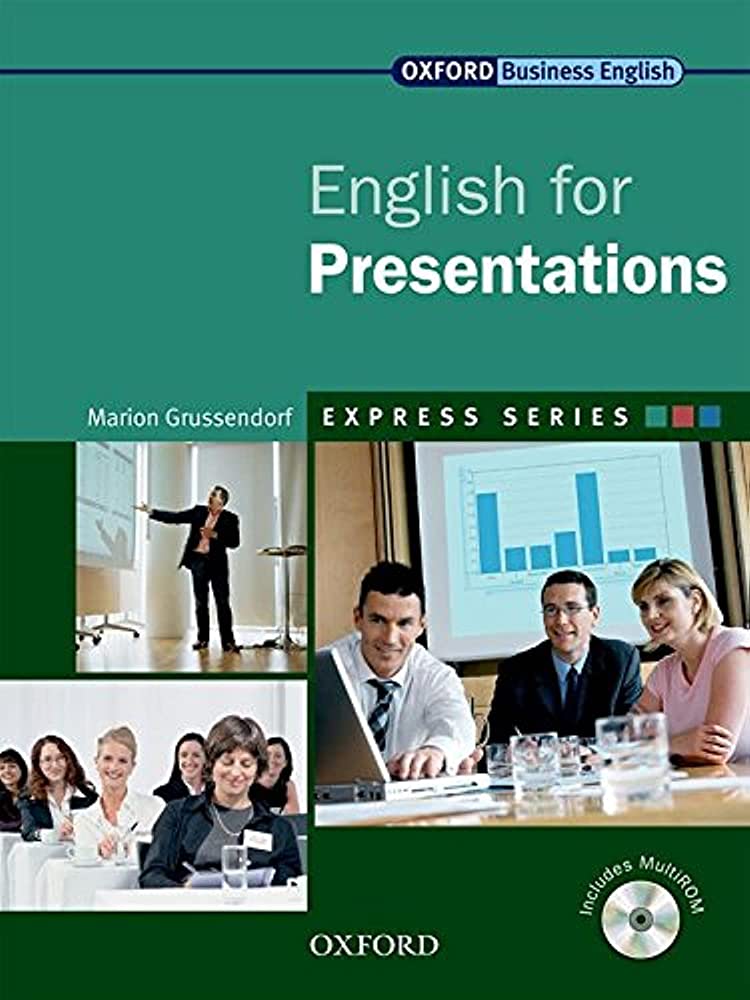 OXFORD Business English
English for
Presentations
Marion Grussendorf
EXPRESS SERIES
Includes MultiROM
OXFORD